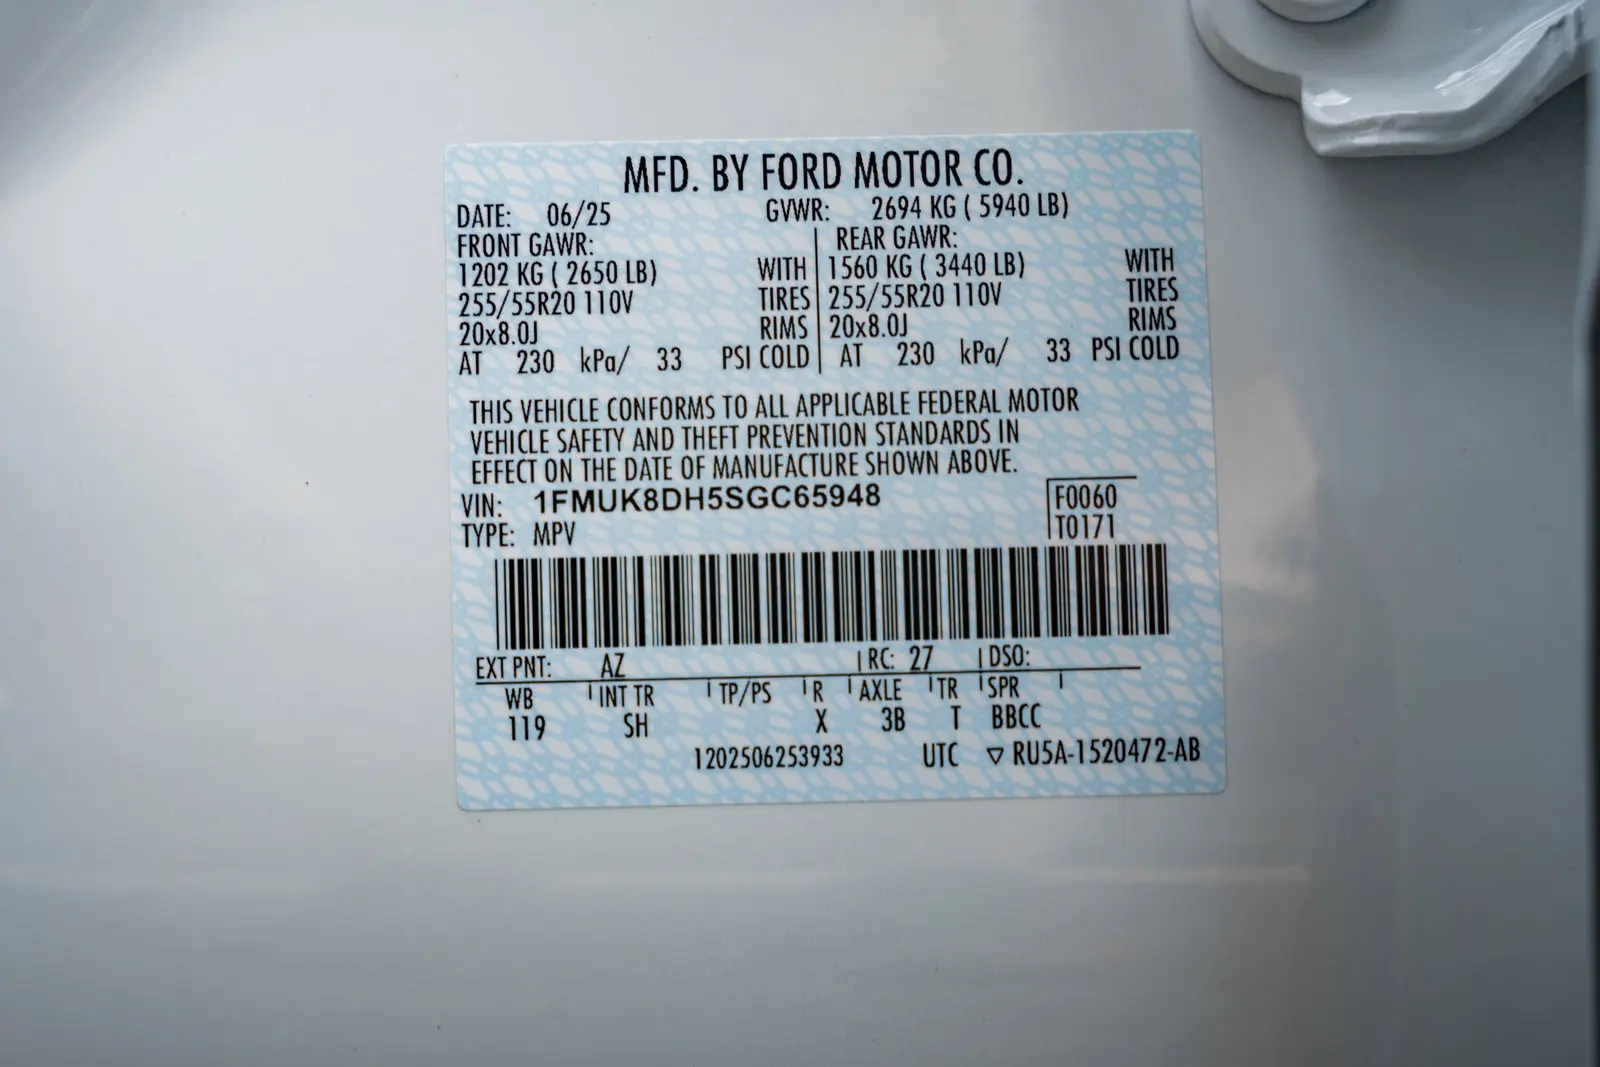 MFD. BY FORD MOTOR CO.
DATE: 06/25 GVWR: 2694 KG ( 5940 LB)
FRONT GAWR: REAR GAWR:
1202 KG ( 2650 LB) WITH 1560 KG ( 3440 LB) WITH
255/55R20 110V TIRES 255/55R20 110V TIRES
20x8.0J RIMS 20x8.0J RIMS
AT 230 kPa/ 33 PSI COLD AT 230 kPa/ 33 PSI COLD
THIS VEHICLE CONFORMS TO ALL APPLICABLE FEDERAL MOTOR
VEHICLE SAFETY AND THEFT PREVENTION STANDARDS IN
EFFECT ON THE DATE OF MANUFACTURE SHOWN ABOVE.
VIN: 1FMUK8DH5SGC65948 F0060
TYPE: MPV T0171
EXT PNT: AZ RC: 27 DSO:
WB INT TR TP/PS R AXLE TR SPR
119 SH X 3B T BBCC
1202506253933 UTC ▽ RU5A-1520472-AB